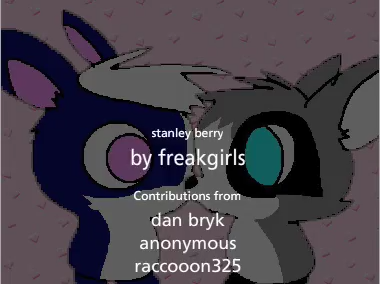 stanley berry
by freakgirls
Contributions from
dan bryk
anonymous
raccooon325